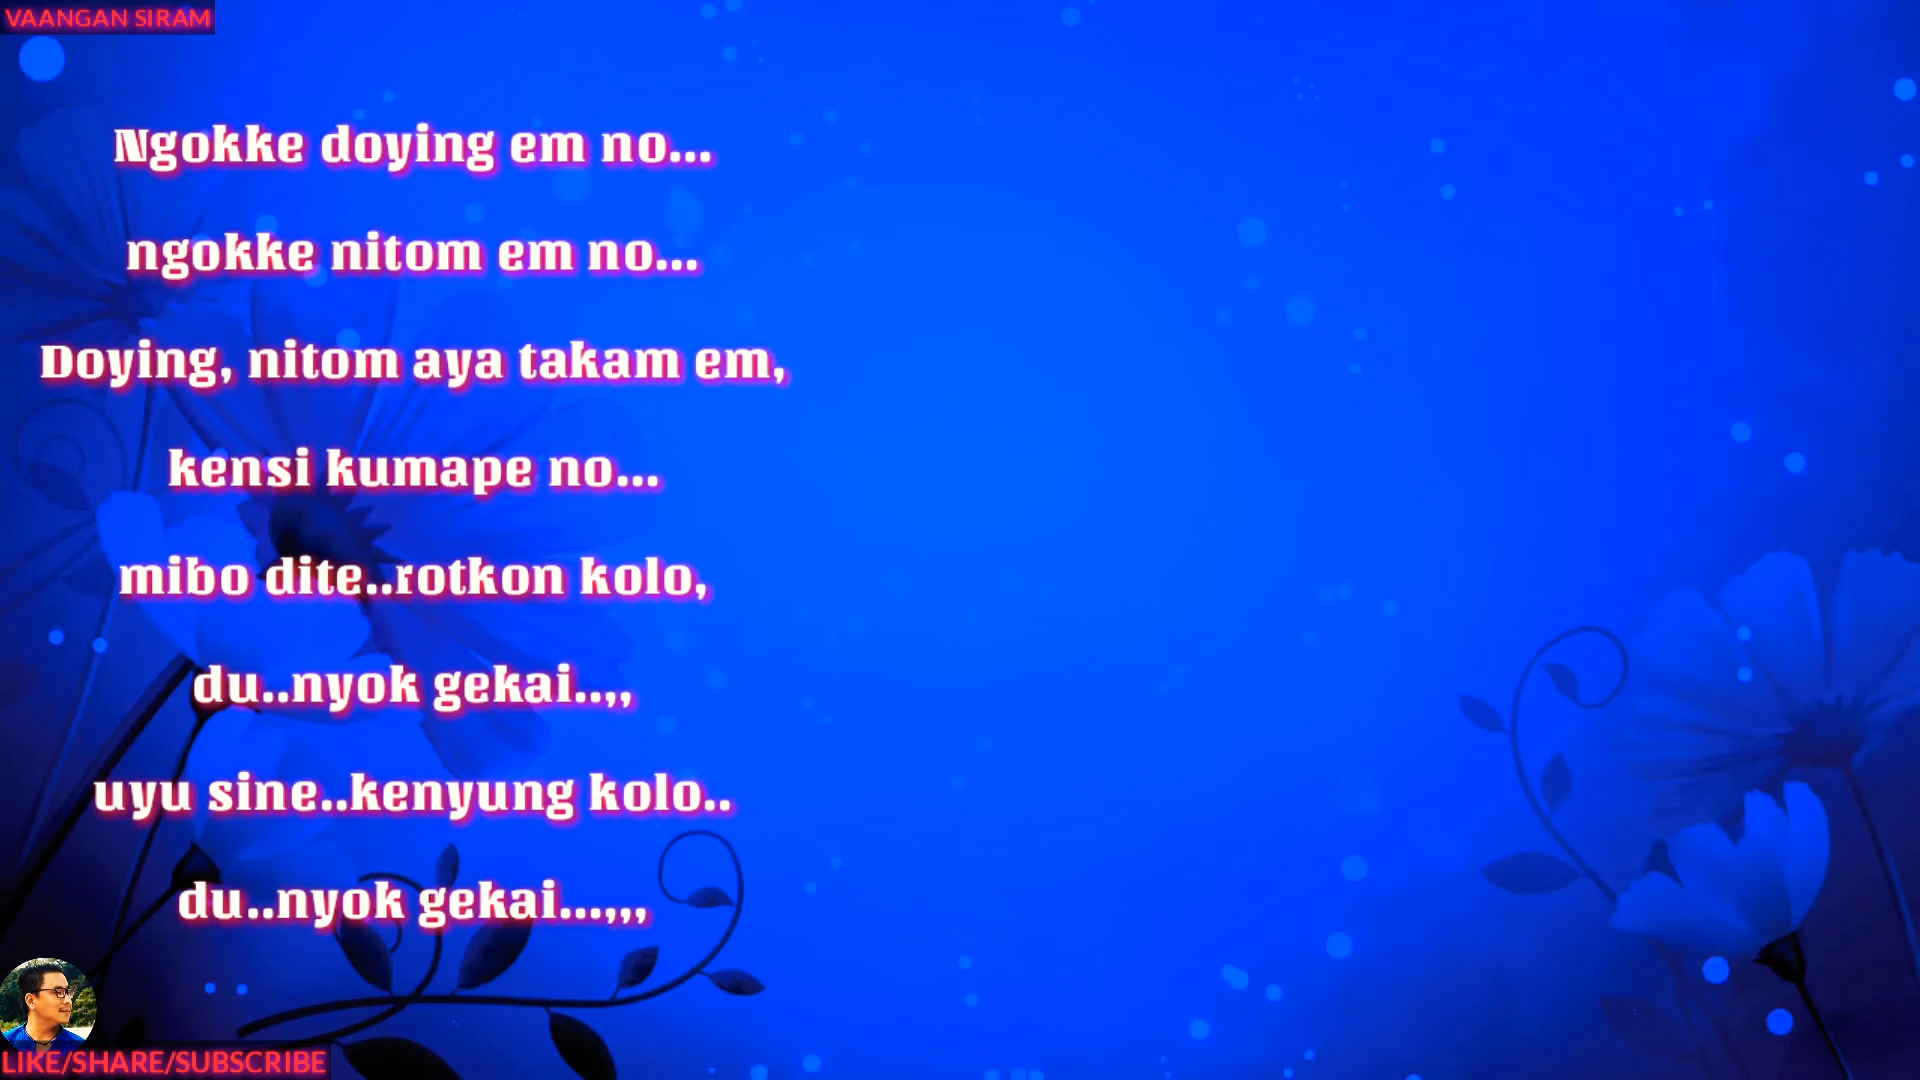 VAANGAN SIRAM
Ngokke doying em no...
ngokke nitom em no...
Doying, nitom aya takam em,
kensi kumape no...
mibo dite..rotkon kolo,
du..nyok gekai..,,
uyu sine..kenyung kolo..
du..nyok gekai...,,,
LIKE/SHARE/SUBSCRIBE